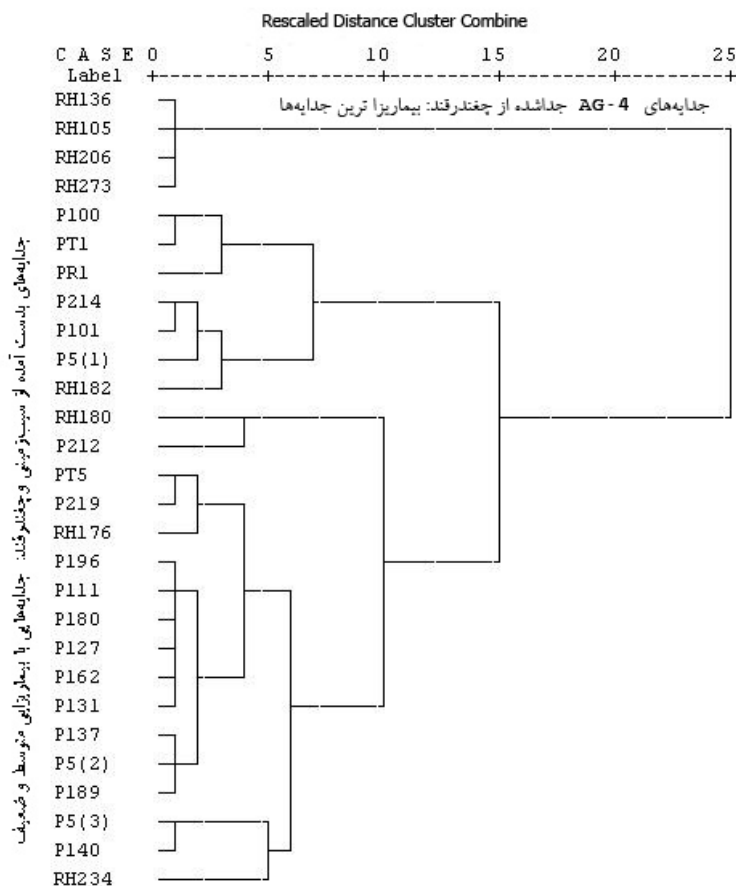 Rescaled Distance Cluster Combine
C A S E 0 5 10 15 20 25
Label +---------+---------+---------+---------+---------+
جدایه‌های AG-4 جداشده از چغندرقند: بیماریزا ترین جدایه‌ها
RH136
RH105
RH206
RH273
P100
PT1
PR1
P214
P101
P5(1)
RH182
RH180
P212
PT5
P219
RH176
P196
P111
P180
P127
P162
P131
P137
P5(2)
P189
P5(3)
P140
RH234
جدایه‌های بدست آمده از سیب‌زمینی و چغندرقند: جدایه‌هایی با بیماریزایی متوسط و ضعیف